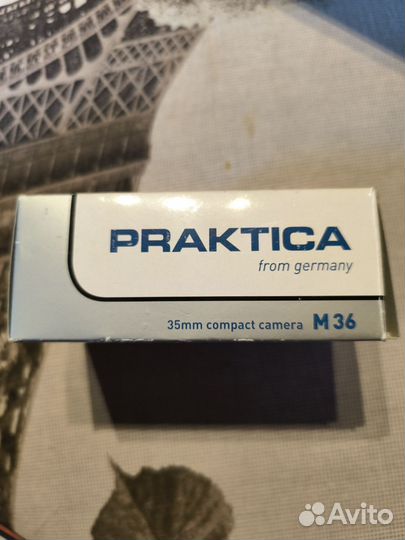 PRAKTICA
from germany
35mm compact camera M 36
Avito